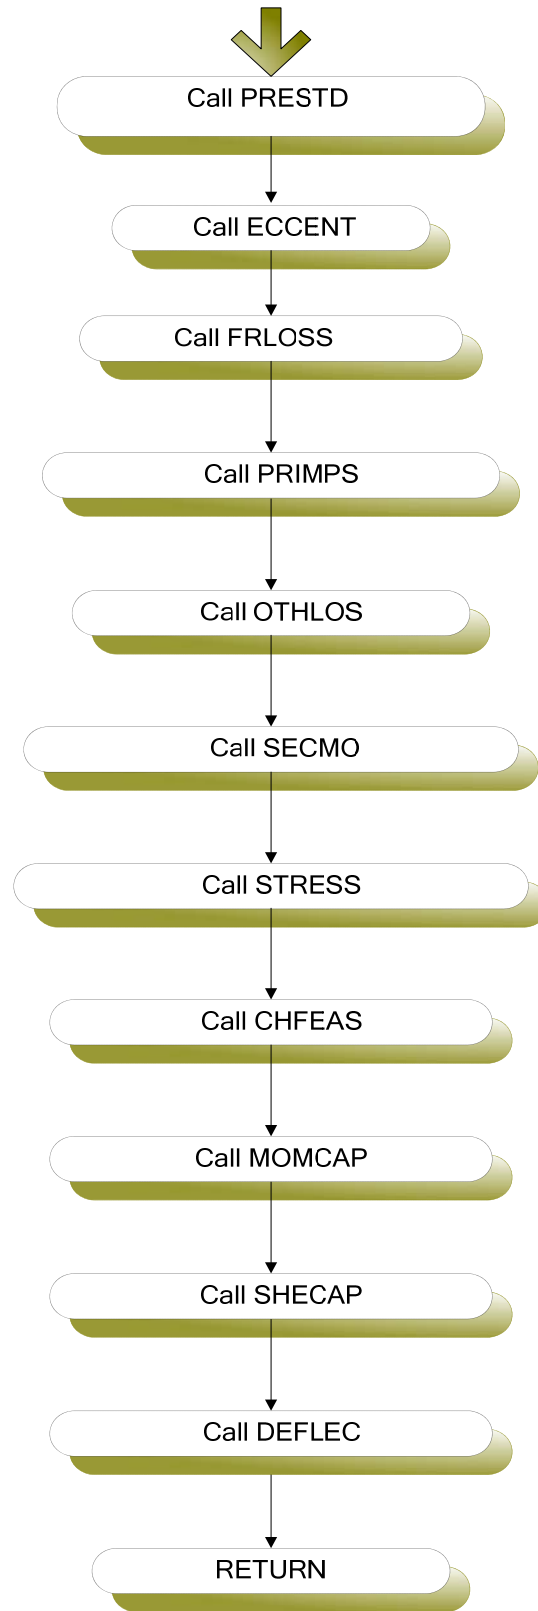 Call PRESTD
Call ECCENT
Call FRLOSS
Call PRIMPS
Call OTHLOS
Call SECMO
Call STRESS
Call CHFEAS
Call MOMCAP
Call SHECAP
Call DEFLEC
RETURN